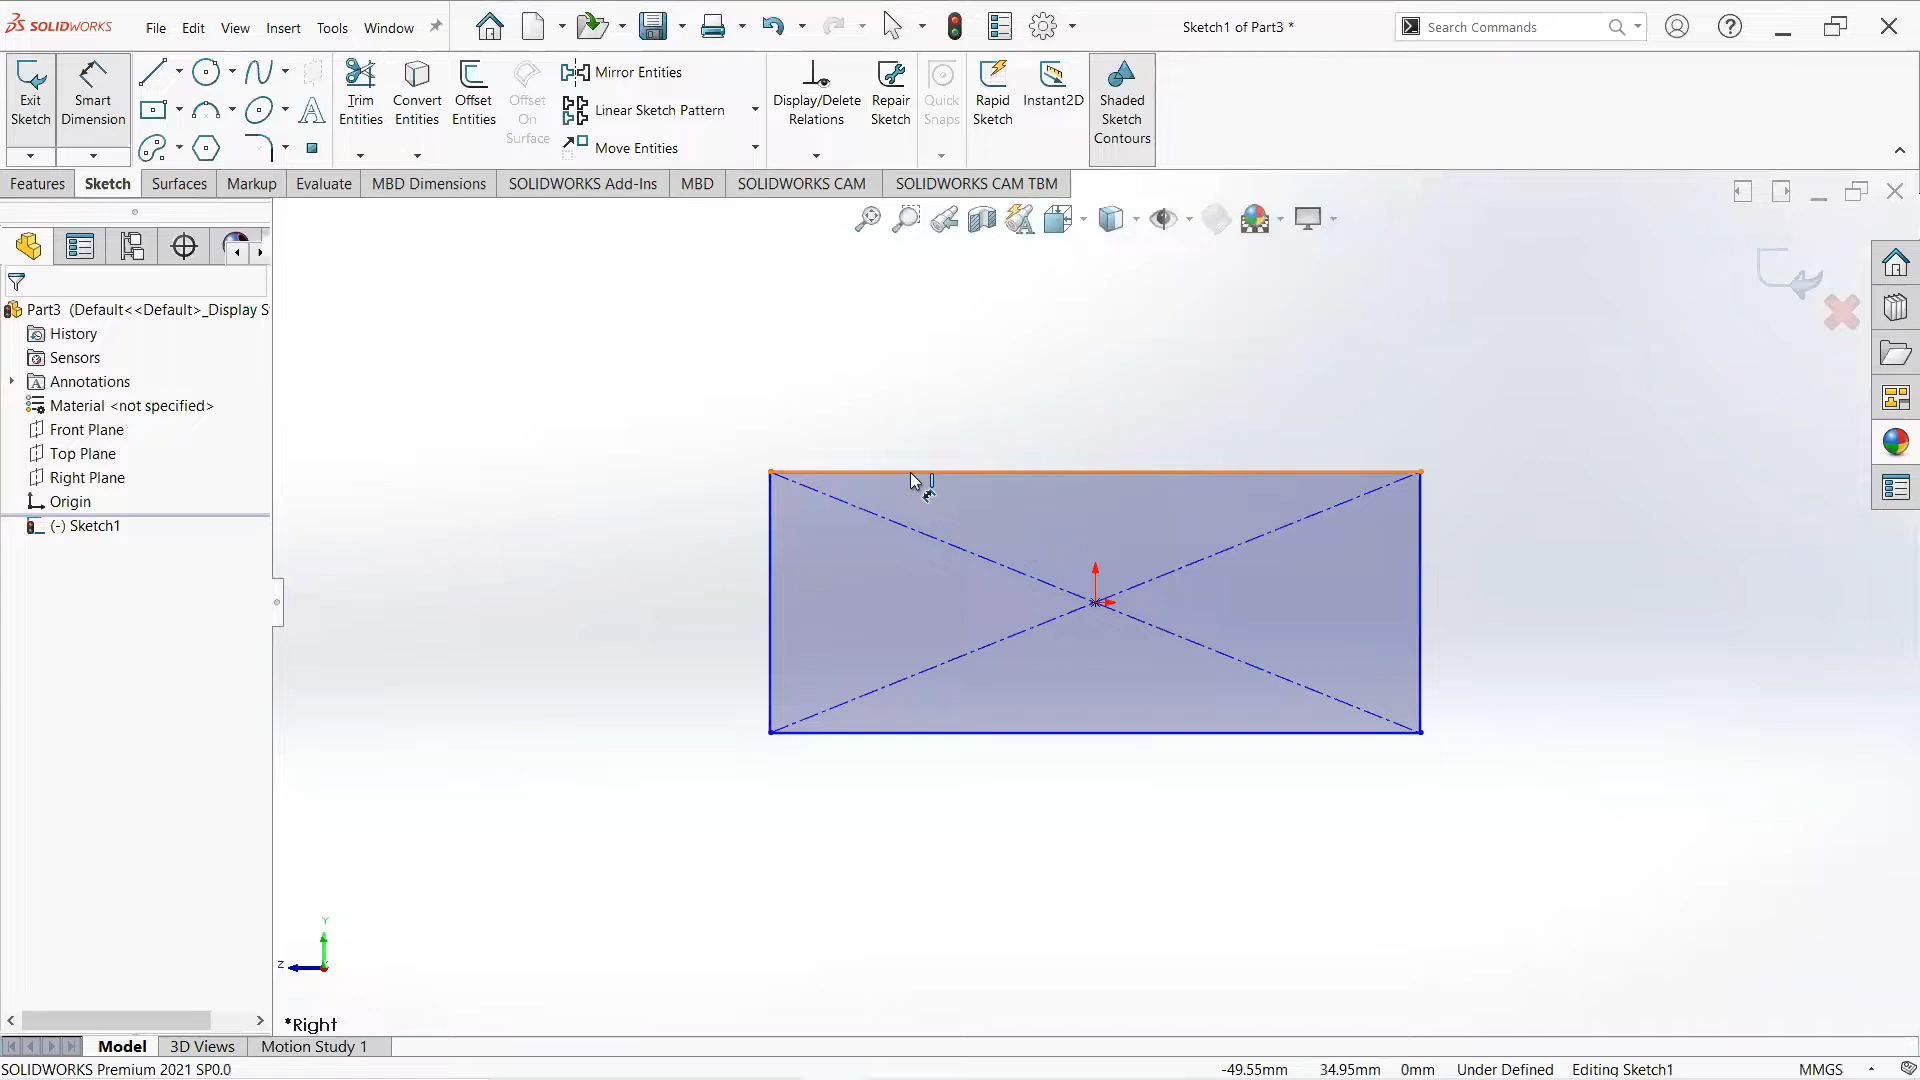 SOLIDWORKS File Edit View Insert Tools Window Sketch1 of Part3 * Search Commands
Exit Sketch
Smart Dimension
Trim Entities
Convert Entities
Offset Entities
Offset On Surface
Mirror Entities
Linear Sketch Pattern
Move Entities
Display/Delete Relations
Repair Sketch
Quick Snaps
Rapid Sketch
Instant2D
Shaded Sketch Contours
Features Sketch Surfaces Markup Evaluate MBD Dimensions SOLIDWORKS Add-Ins MBD SOLIDWORKS CAM SOLIDWORKS CAM TBM
Part3 (Default<<Default>_Display S
History
Sensors
Annotations
Material <not specified>
Front Plane
Top Plane
Right Plane
Origin
(-) Sketch1
Y
Z
*Right
Model 3D Views Motion Study 1
SOLIDWORKS Premium 2021 SP0.0 -49.55mm 34.95mm 0mm Under Defined Editing Sketch1 MMGS